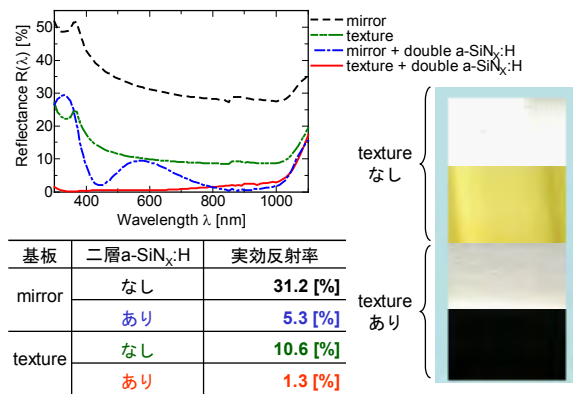 Reflectance R(λ) [%]
50
40
30
20
10
0
400
600
800
1000
Wavelength λ [nm]
mirror
texture
mirror + double a-SiNX:H
texture + double a-SiNX:H
基板 二層a-SiNX:H 実効反射率
mirror なし 31.2 [%]
あり 5.3 [%]
texture なし 10.6 [%]
あり 1.3 [%]
texture
なし
texture
あり